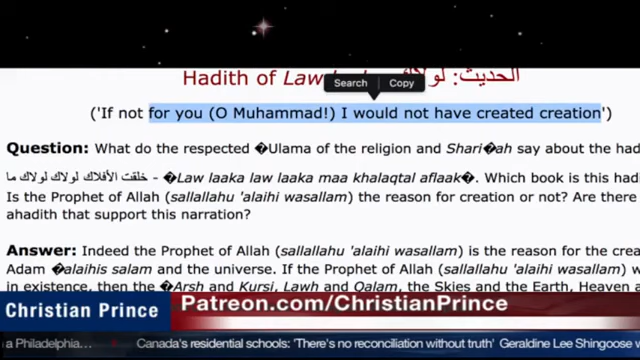 Hadith of Law الحديث: لولاك
Search Copy
('If not for you (O Muhammad!) I would not have created creation')
Question: What do the respected �Ulama of the religion and Shari�ah say about the had
خلقت الأفلاك لولاك لولاك ما - �Law laaka law laaka maa khalaqtal aflaak�. Which book is this hadi
Is the Prophet of Allah (sallallahu 'alaihi wasallam) the reason for creation or not? Are there
ahadith that support this narration?
Answer: Indeed the Prophet of Allah (sallallahu 'alaihi wasallam) is the reason for the crea
Adam �alaihis salam and the universe. If the Prophet of Allah (sallallahu 'alaihi wasallam) w
in existence, then the �Arsh and Kursi, Lawh and Qalam, the Skies and the Earth, Heaven a
Christian Prince Patreon.com/ChristianPrince
a Philadelphia... Canada's residential schools: 'There's no reconciliation without truth' Geraldine Lee Shingoose